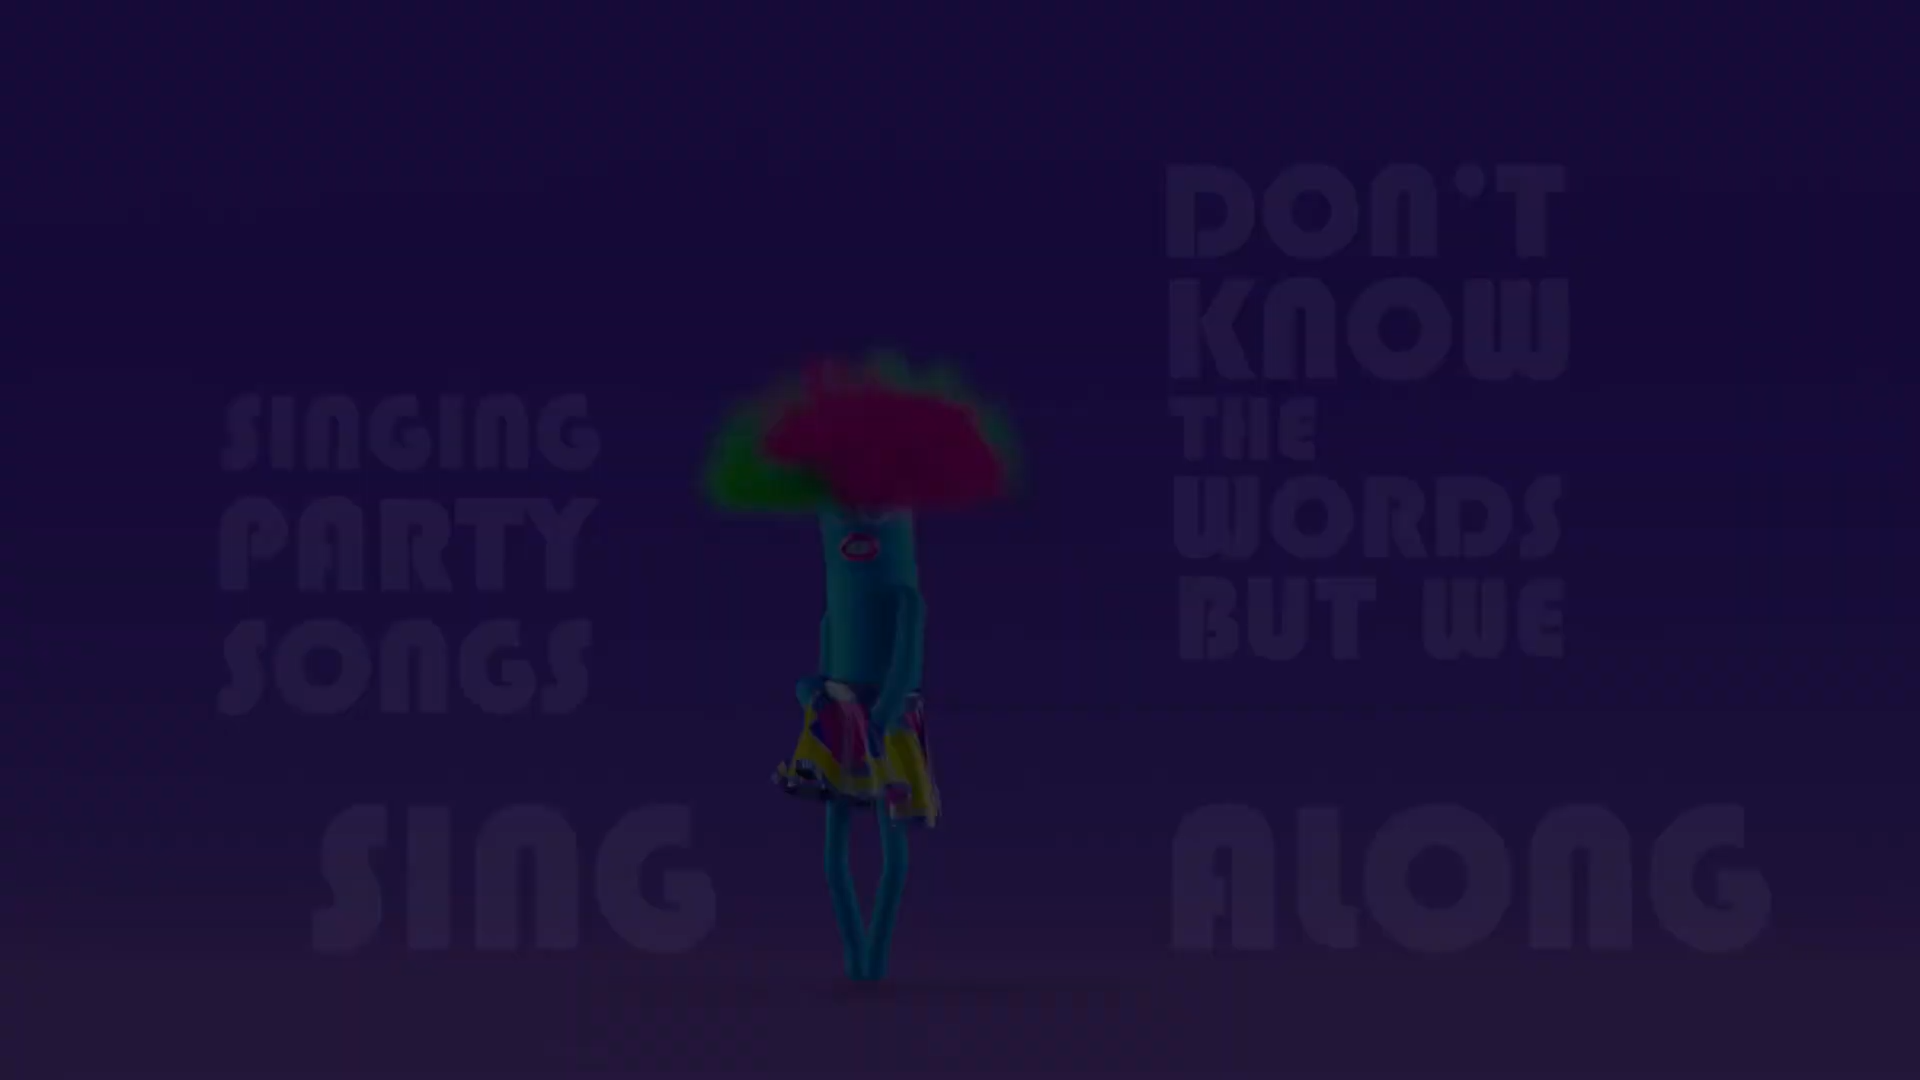 SINGING
PARTY
SONGS
DON'T
KNOW
THE
WORDS
BUT WE
SING ALONG